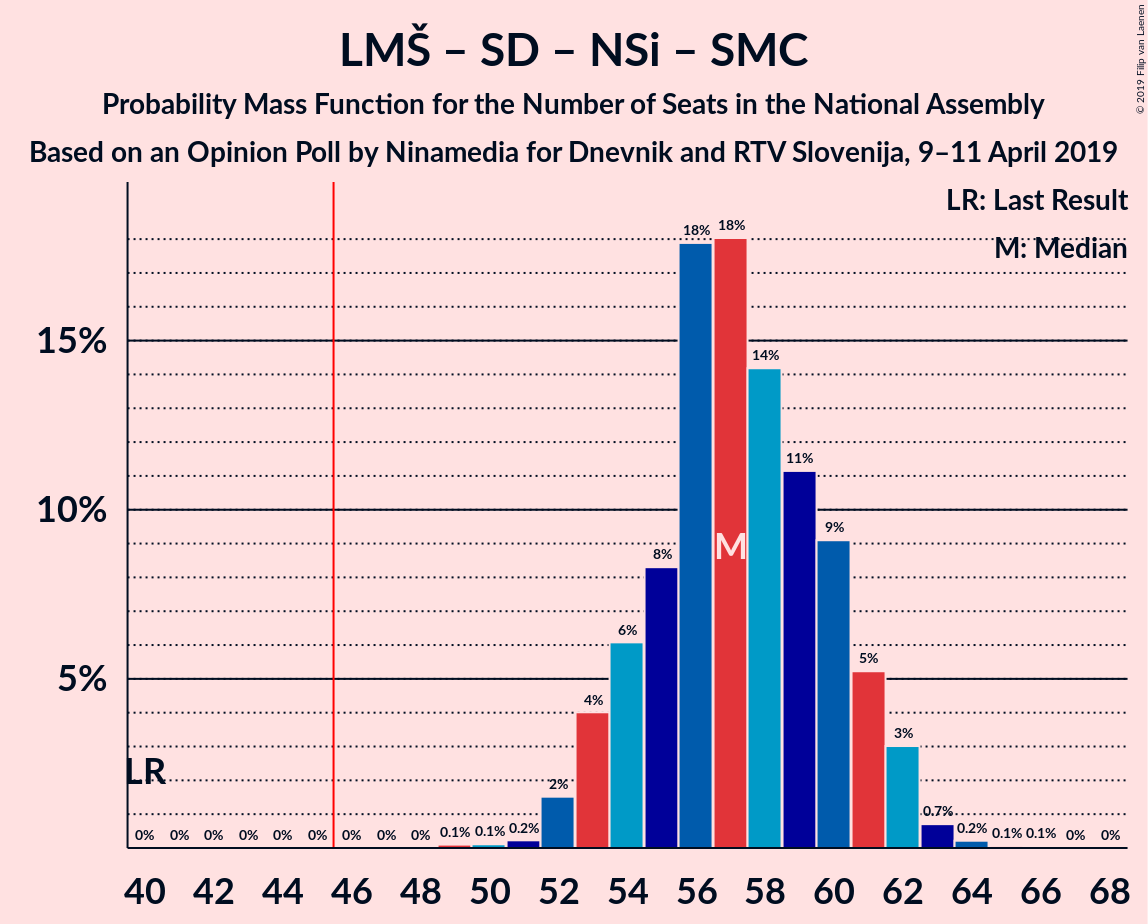 LMŠ – SD – NSi – SMC
Probability Mass Function for the Number of Seats in the National Assembly
Based on an Opinion Poll by Ninamedia for Dnevnik and RTV Slovenija, 9–11 April 2019
© 2019 Filip van Laenen
LR: Last Result
M: Median
15%
10%
5%
LR
M
0% 0% 0% 0% 0% 0% 0% 0% 0% 0.1% 0.1% 0.2% 2% 4% 6% 8% 18% 18% 14% 11% 9% 5% 3% 0.7% 0.2% 0.1% 0.1% 0% 0%
40 42 44 46 48 50 52 54 56 58 60 62 64 66 68